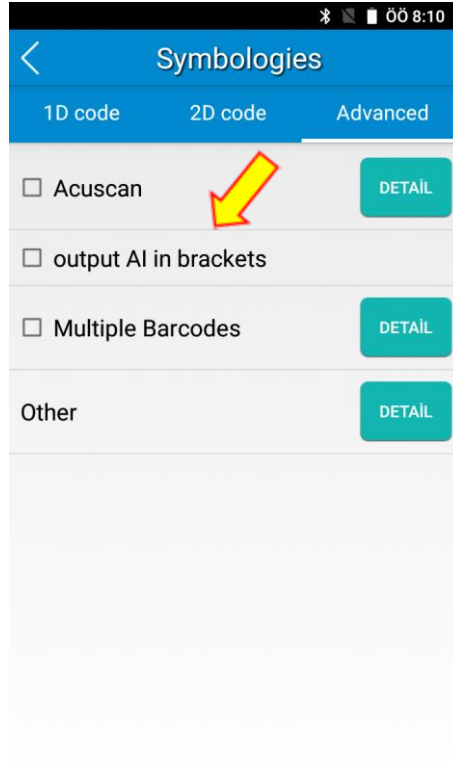 ÖÖ 8:10
Symbologies
1D code 2D code Advanced
Acuscan DETAİL
output AI in brackets
Multiple Barcodes DETAİL
Other DETAİL